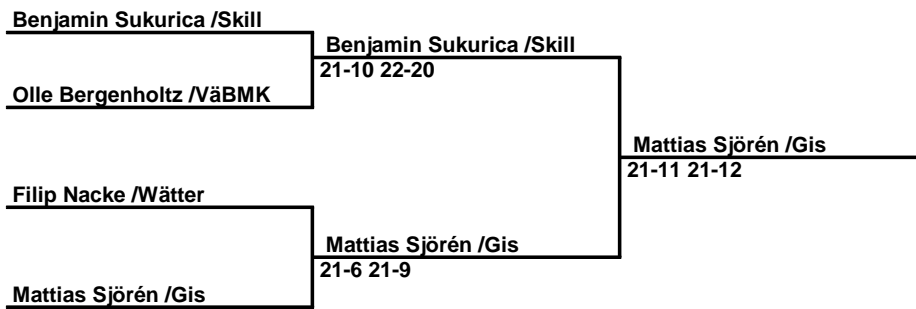 Benjamin Sukurica /Skill
Benjamin Sukurica /Skill
21-10 22-20
Olle Bergenholtz /VäBMK
Mattias Sjörén /Gis
21-11 21-12
Filip Nacke /Wätter
Mattias Sjörén /Gis
21-6 21-9
Mattias Sjörén /Gis